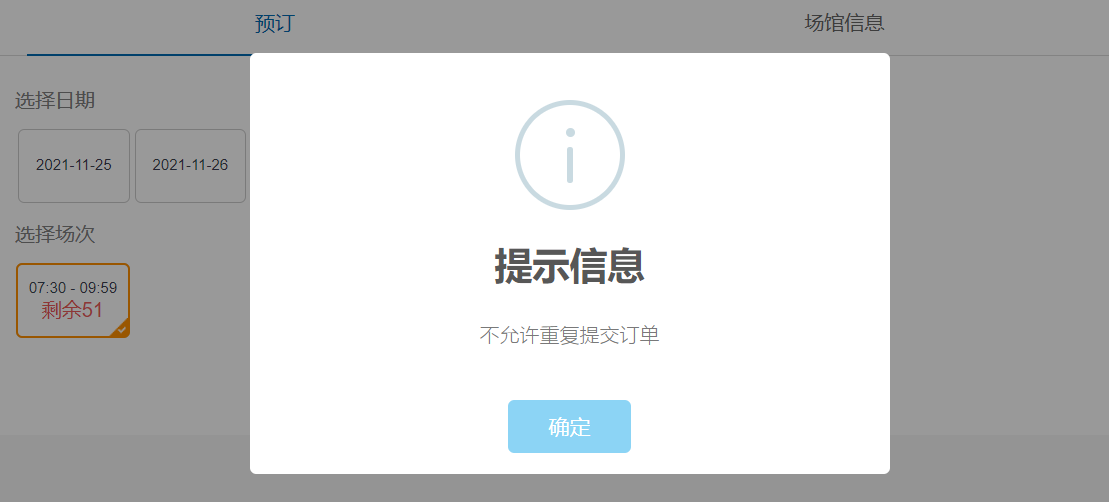 预订
场馆信息
选择日期
2021-11-25
2021-11-26
选择场次
07:30 - 09:59
剩余51
提示信息
不允许重复提交订单
确定